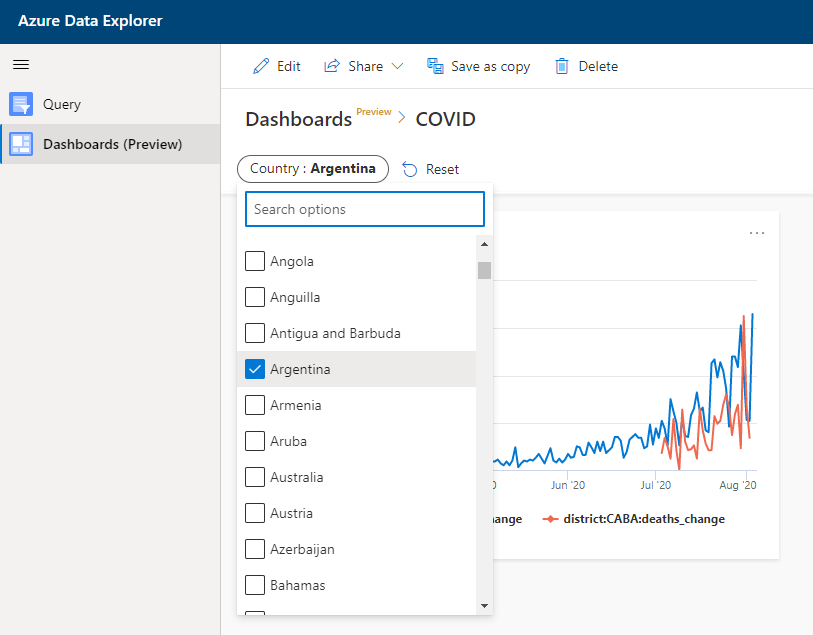 Azure Data Explorer
Edit
Share
Save as copy
Delete
Query
Dashboards (Preview)
Dashboards Preview > COVID
Country : Argentina
Reset
Search options
Angola
Anguilla
Antigua and Barbuda
Argentina
Armenia
Aruba
Australia
Austria
Azerbaijan
Bahamas
Jun '20
Jul '20
Aug '20
district:CABA:deaths_change